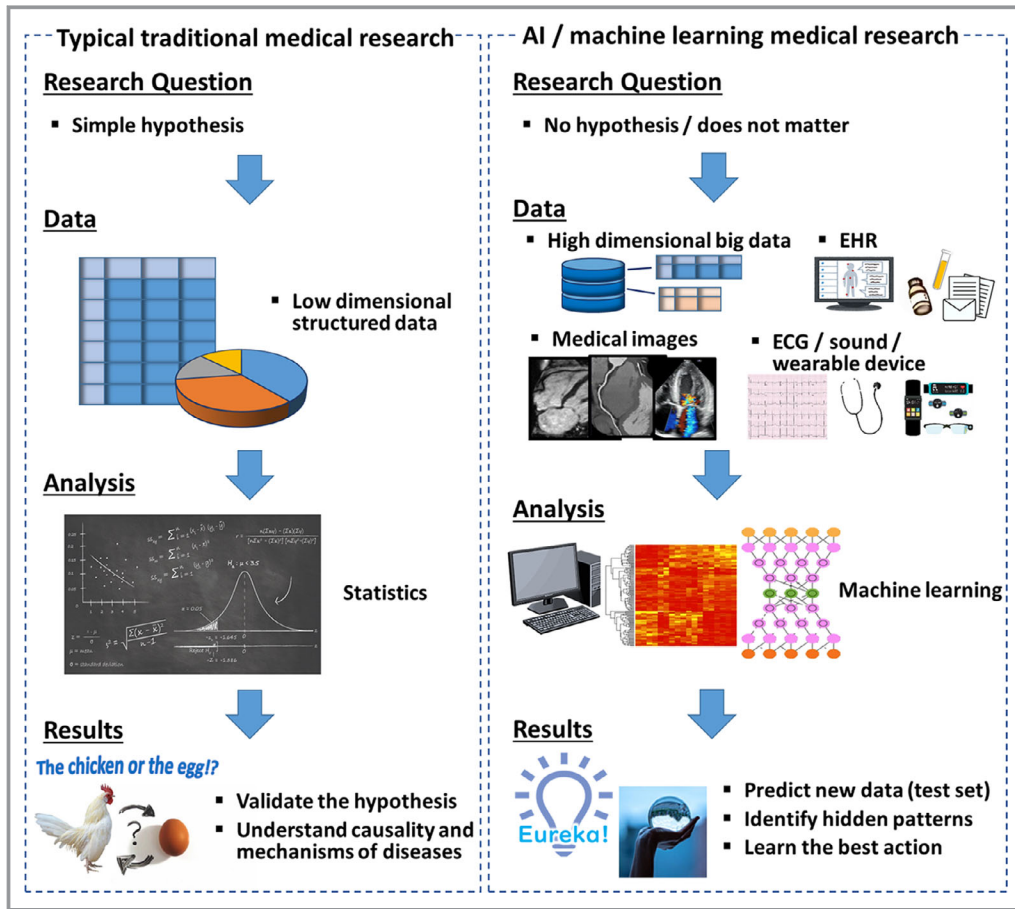 Typical traditional medical research
Research Question
▪ Simple hypothesis
Data
▪ Low dimensional
structured data
Analysis
Statistics
Results
The chicken or the egg!?
?
▪ Validate the hypothesis
▪ Understand causality and
mechanisms of diseases
AI / machine learning medical research
Research Question
▪ No hypothesis / does not matter
Data
▪ High dimensional big data
▪ EHR
▪ Medical images
▪ ECG / sound /
wearable device
Analysis
Machine learning
Results
Eureka!
▪ Predict new data (test set)
▪ Identify hidden patterns
▪ Learn the best action